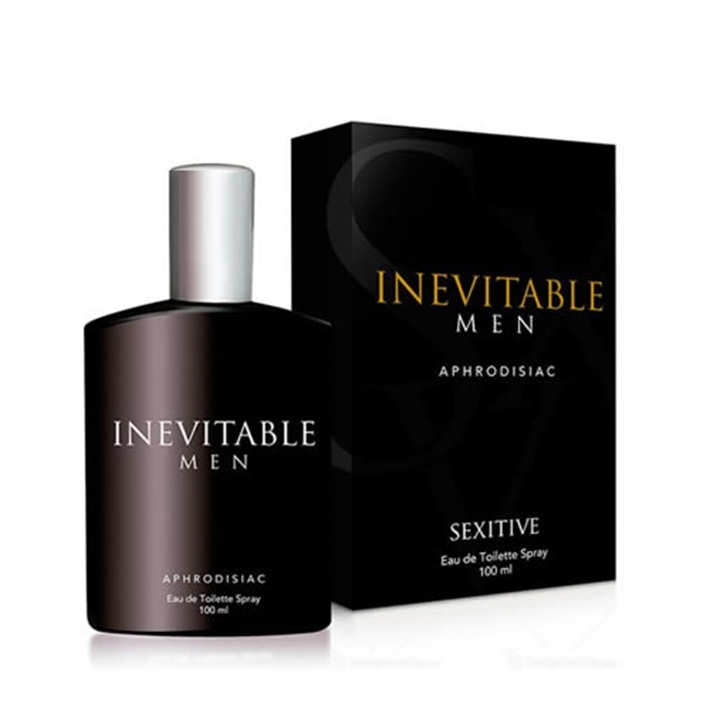 INEVITABLE
MEN
APHRODISIAC
Eau de Toilette Spray
100 ml
INEVITABLE
MEN
APHRODISIAC
SEXITIVE
Eau de Toilette Spray
100 ml